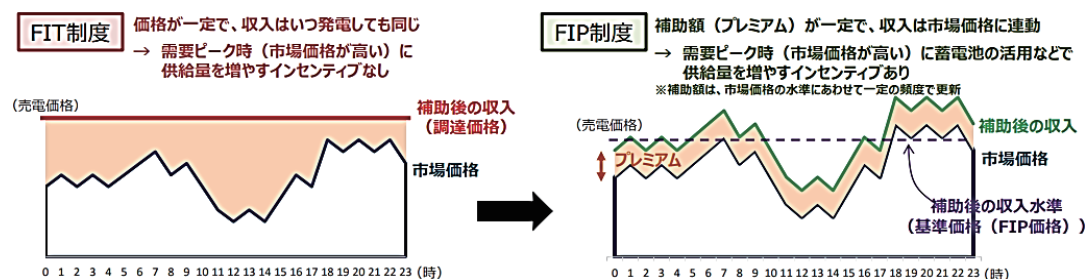 FIT制度
価格が一定で、収入はいつ発電しても同じ
→ 需要ピーク時（市場価格が高い）に
供給量を増やすインセンティブなし
（売電価格）
補助後の収入
（調達価格）
市場価格
0 1 2 3 4 5 6 7 8 9 10 11 12 13 14 15 16 17 18 19 20 21 22 23（時）
FIP制度
補助額（プレミアム）が一定で、収入は市場価格に連動
→ 需要ピーク時（市場価格が高い）に蓄電池の活用などで
供給量を増やすインセンティブあり
※補助額は、市場価格の水準にあわせて一定の頻度で更新
（売電価格）
補助後の収入
プレミアム
市場価格
補助後の収入水準
（基準価格（FIP価格））
0 1 2 3 4 5 6 7 8 9 10 11 12 13 14 15 16 17 18 19 20 21 22 23（時）